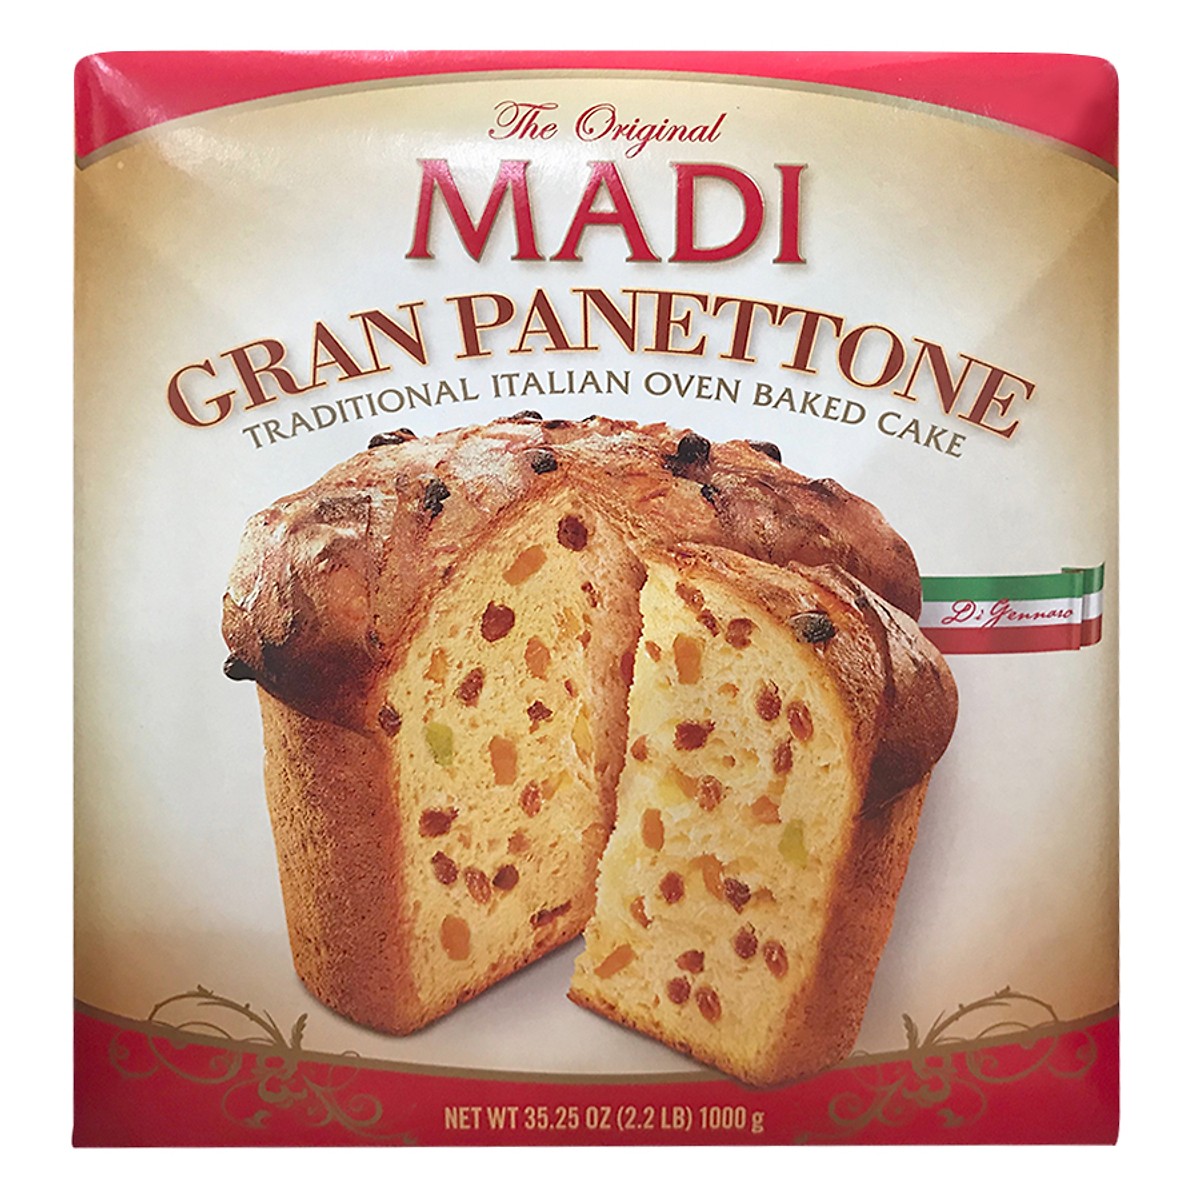 The Original
MADI
GRAN PANETTONE
TRADITIONAL ITALIAN OVEN BAKED CAKE
Di Gennaro
NET WT 35.25 OZ (2.2 LB) 1000 g